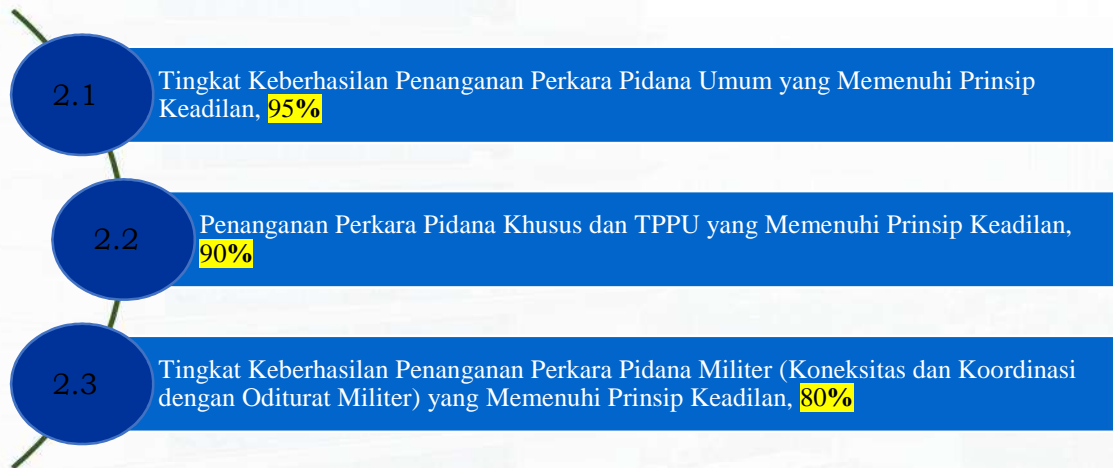 2.1
Tingkat Keberhasilan Penanganan Perkara Pidana Umum yang Memenuhi Prinsip
Keadilan, 95%
2.2
Penanganan Perkara Pidana Khusus dan TPPU yang Memenuhi Prinsip Keadilan,
90%
2.3
Tingkat Keberhasilan Penanganan Perkara Pidana Militer (Koneksitas dan Koordinasi
dengan Oditurat Militer) yang Memenuhi Prinsip Keadilan, 80%